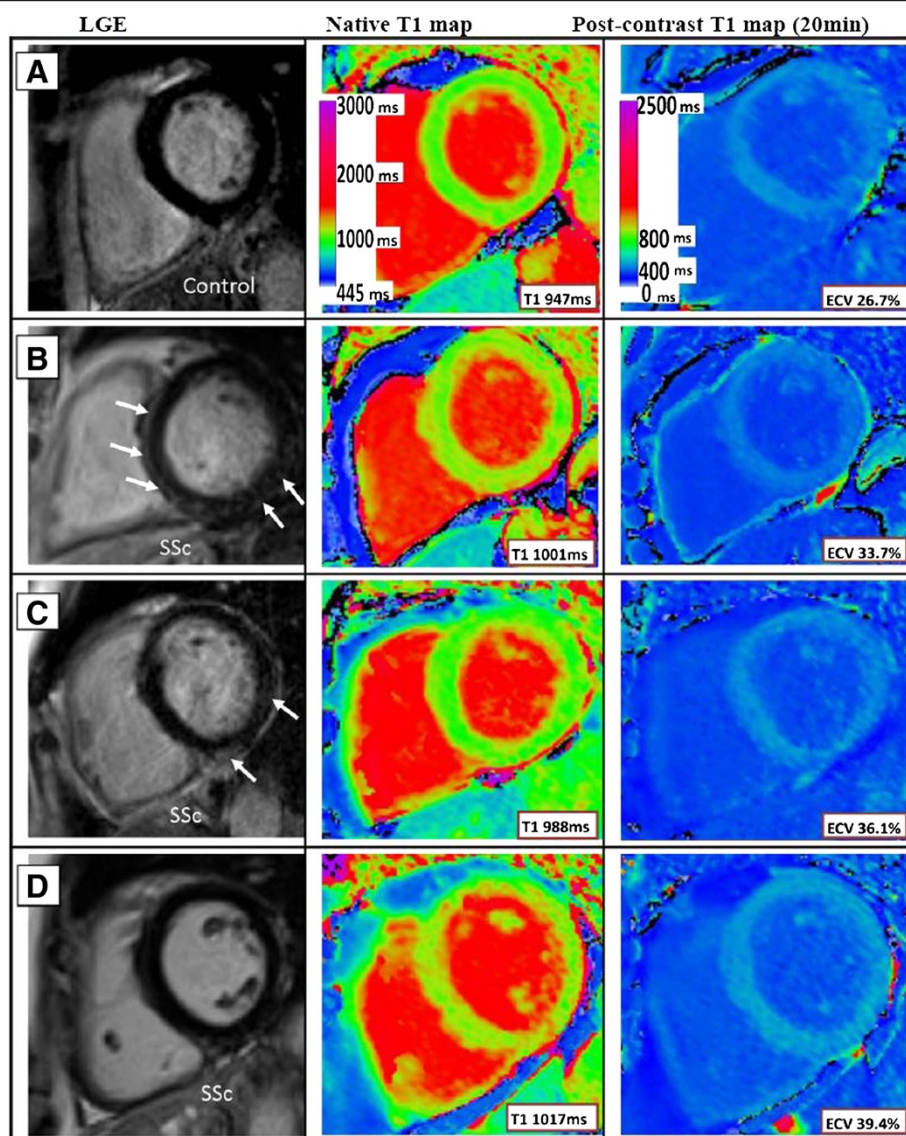 LGE Native T1 map Post-contrast T1 map (20min)
A
Control
3000 ms
2000 ms
1000 ms
445 ms
T1 947ms
2500 ms
800 ms
400 ms
0 ms
ECV 26.7%
B
SSc
T1 1001ms
ECV 33.7%
C
SSc
T1 988ms
ECV 36.1%
D
SSc
T1 1017ms
ECV 39.4%